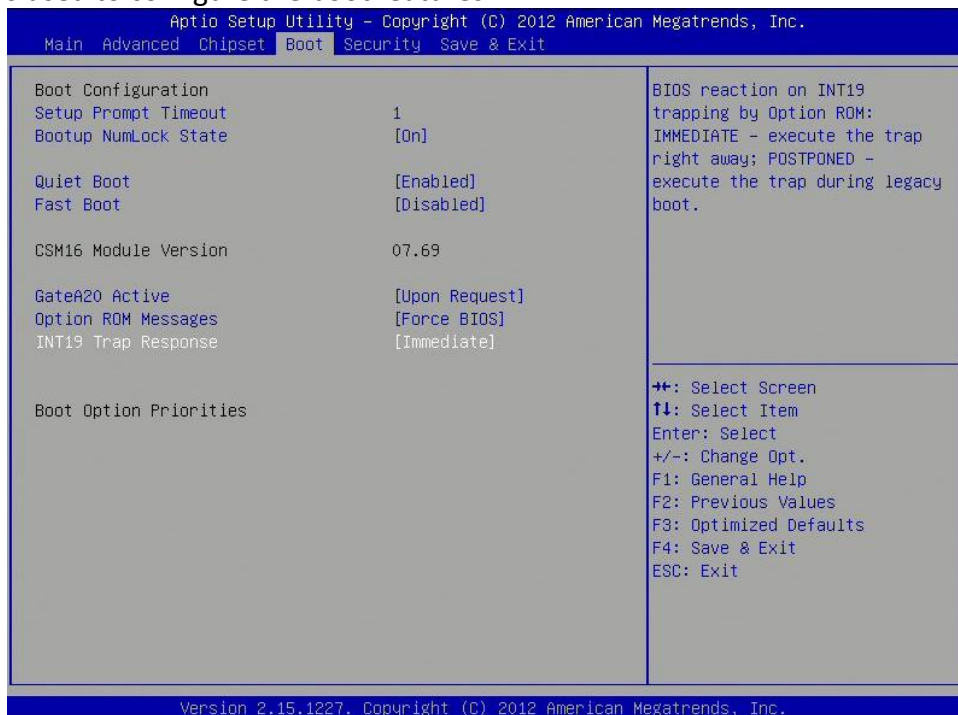 Aptio Setup Utility – Copyright (C) 2012 American Megatrends, Inc.
Main Advanced Chipset Boot Security Save & Exit
Boot Configuration
Setup Prompt Timeout 1
Bootup NumLock State [On]
Quiet Boot [Enabled]
Fast Boot [Disabled]
CSM16 Module Version 07.69
GateA20 Active [Upon Request]
Option ROM Messages [Force BIOS]
INT19 Trap Response [Immediate]
Boot Option Priorities
BIOS reaction on INT19
trapping by Option ROM:
IMMEDIATE – execute the trap
right away; POSTPONED –
execute the trap during legacy
boot.
→←: Select Screen
↑↓: Select Item
Enter: Select
+/-: Change Opt.
F1: General Help
F2: Previous Values
F3: Optimized Defaults
F4: Save & Exit
ESC: Exit
Version 2.15.1227. Copyright (C) 2012 American Megatrends, Inc.